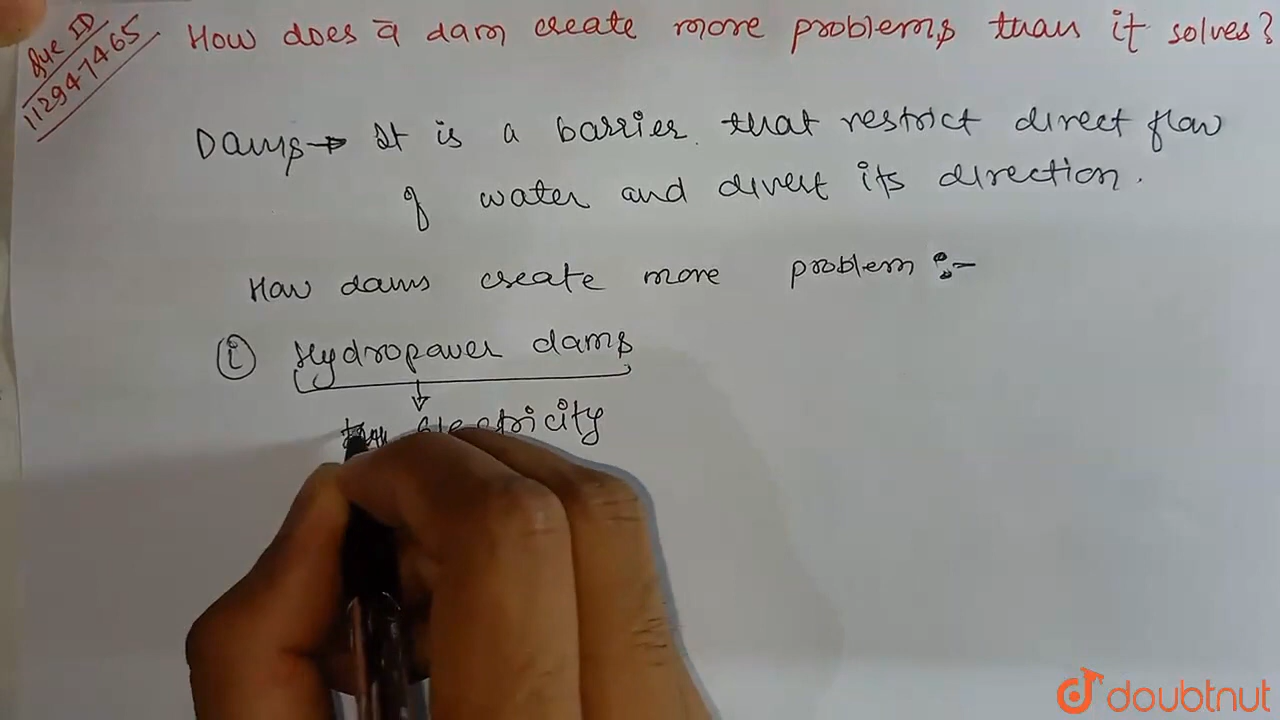 Que ID
112947465
How does a dam create more problems than it solves?
Dams → It is a barrier that restrict direct flow
of water and divert its direction.
How dams create more problem :-
(i) Hydropower dams
Electricity
doubtnut